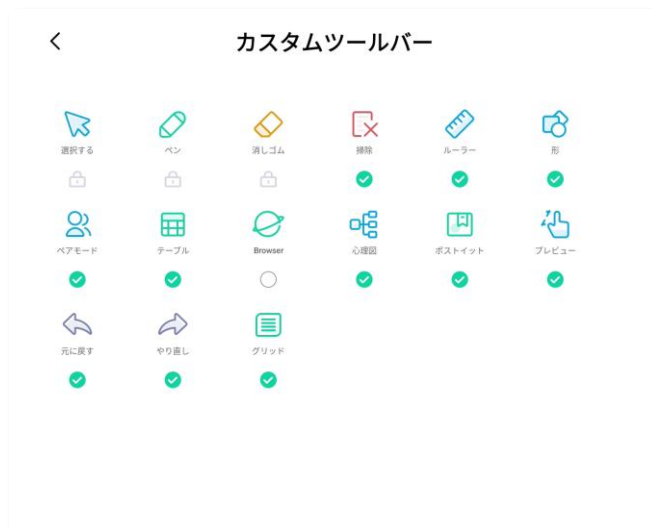 カスタムツールバー
選択する ペン 消しゴム 掃除 ルーラー 形
ペアモード テーブル Browser 心理図 ポストイット プレビュー
元に戻す やり直し グリッド